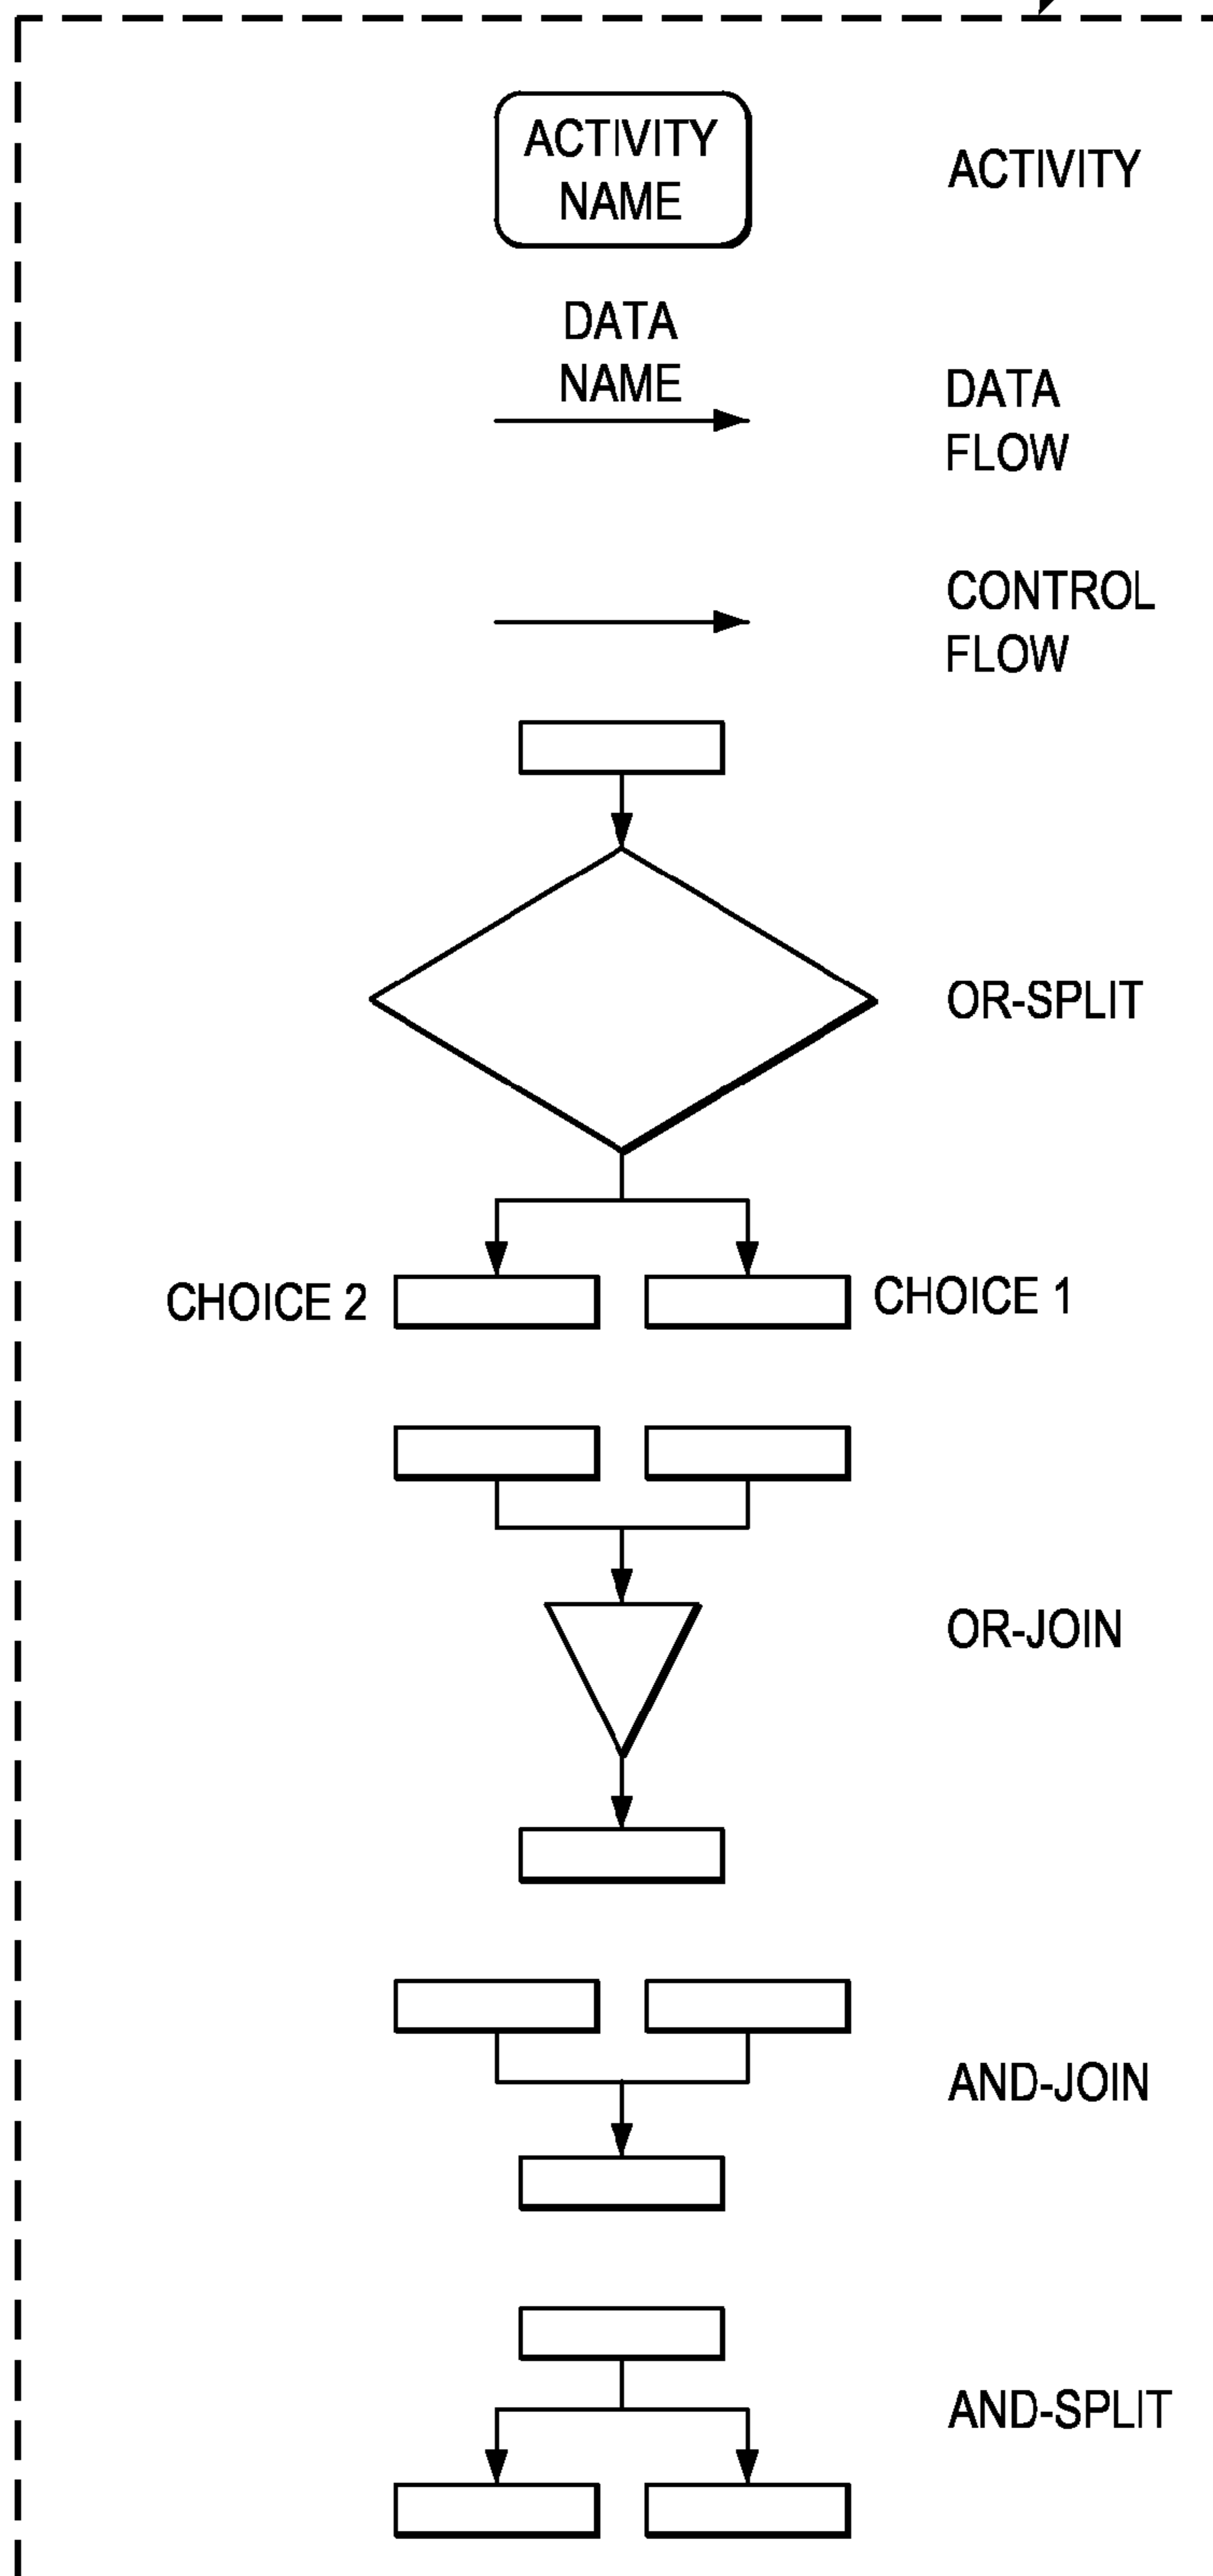 ACTIVITY
NAME
ACTIVITY
DATA
NAME
DATA
FLOW
CONTROL
FLOW
OR-SPLIT
CHOICE 2
CHOICE 1
OR-JOIN
AND-JOIN
AND-SPLIT